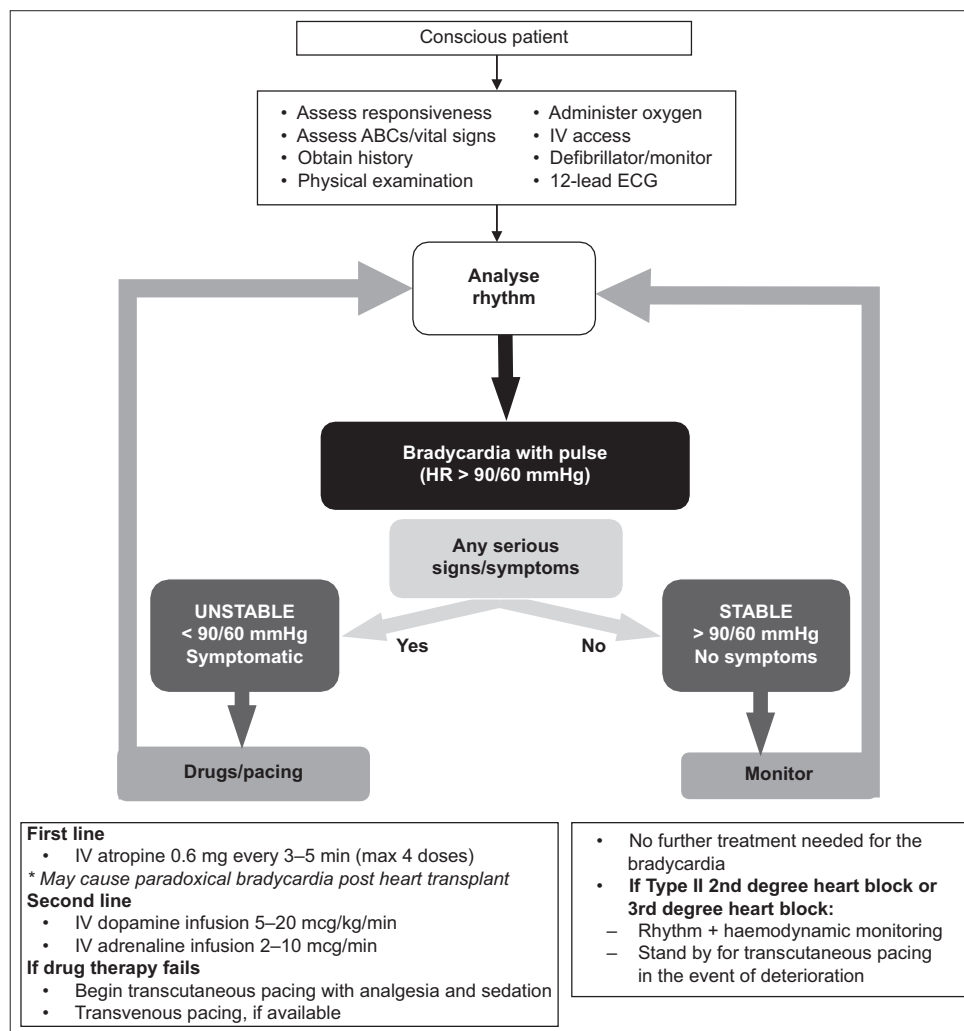 Conscious patient
• Assess responsiveness
• Assess ABCs/vital signs
• Obtain history
• Physical examination
• Administer oxygen
• IV access
• Defibrillator/monitor
• 12-lead ECG
Analyse
rhythm
Bradycardia with pulse
(HR > 90/60 mmHg)
Any serious
signs/symptoms
UNSTABLE
< 90/60 mmHg
Symptomatic
Yes
No
STABLE
> 90/60 mmHg
No symptoms
Drugs/pacing
Monitor
First line
• IV atropine 0.6 mg every 3–5 min (max 4 doses)
* May cause paradoxical bradycardia post heart transplant
Second line
• IV dopamine infusion 5–20 mcg/kg/min
• IV adrenaline infusion 2–10 mcg/min
If drug therapy fails
• Begin transcutaneous pacing with analgesia and sedation
• Transvenous pacing, if available
• No further treatment needed for the
bradycardia
• If Type II 2nd degree heart block or
3rd degree heart block:
– Rhythm + haemodynamic monitoring
– Stand by for transcutaneous pacing
in the event of deterioration